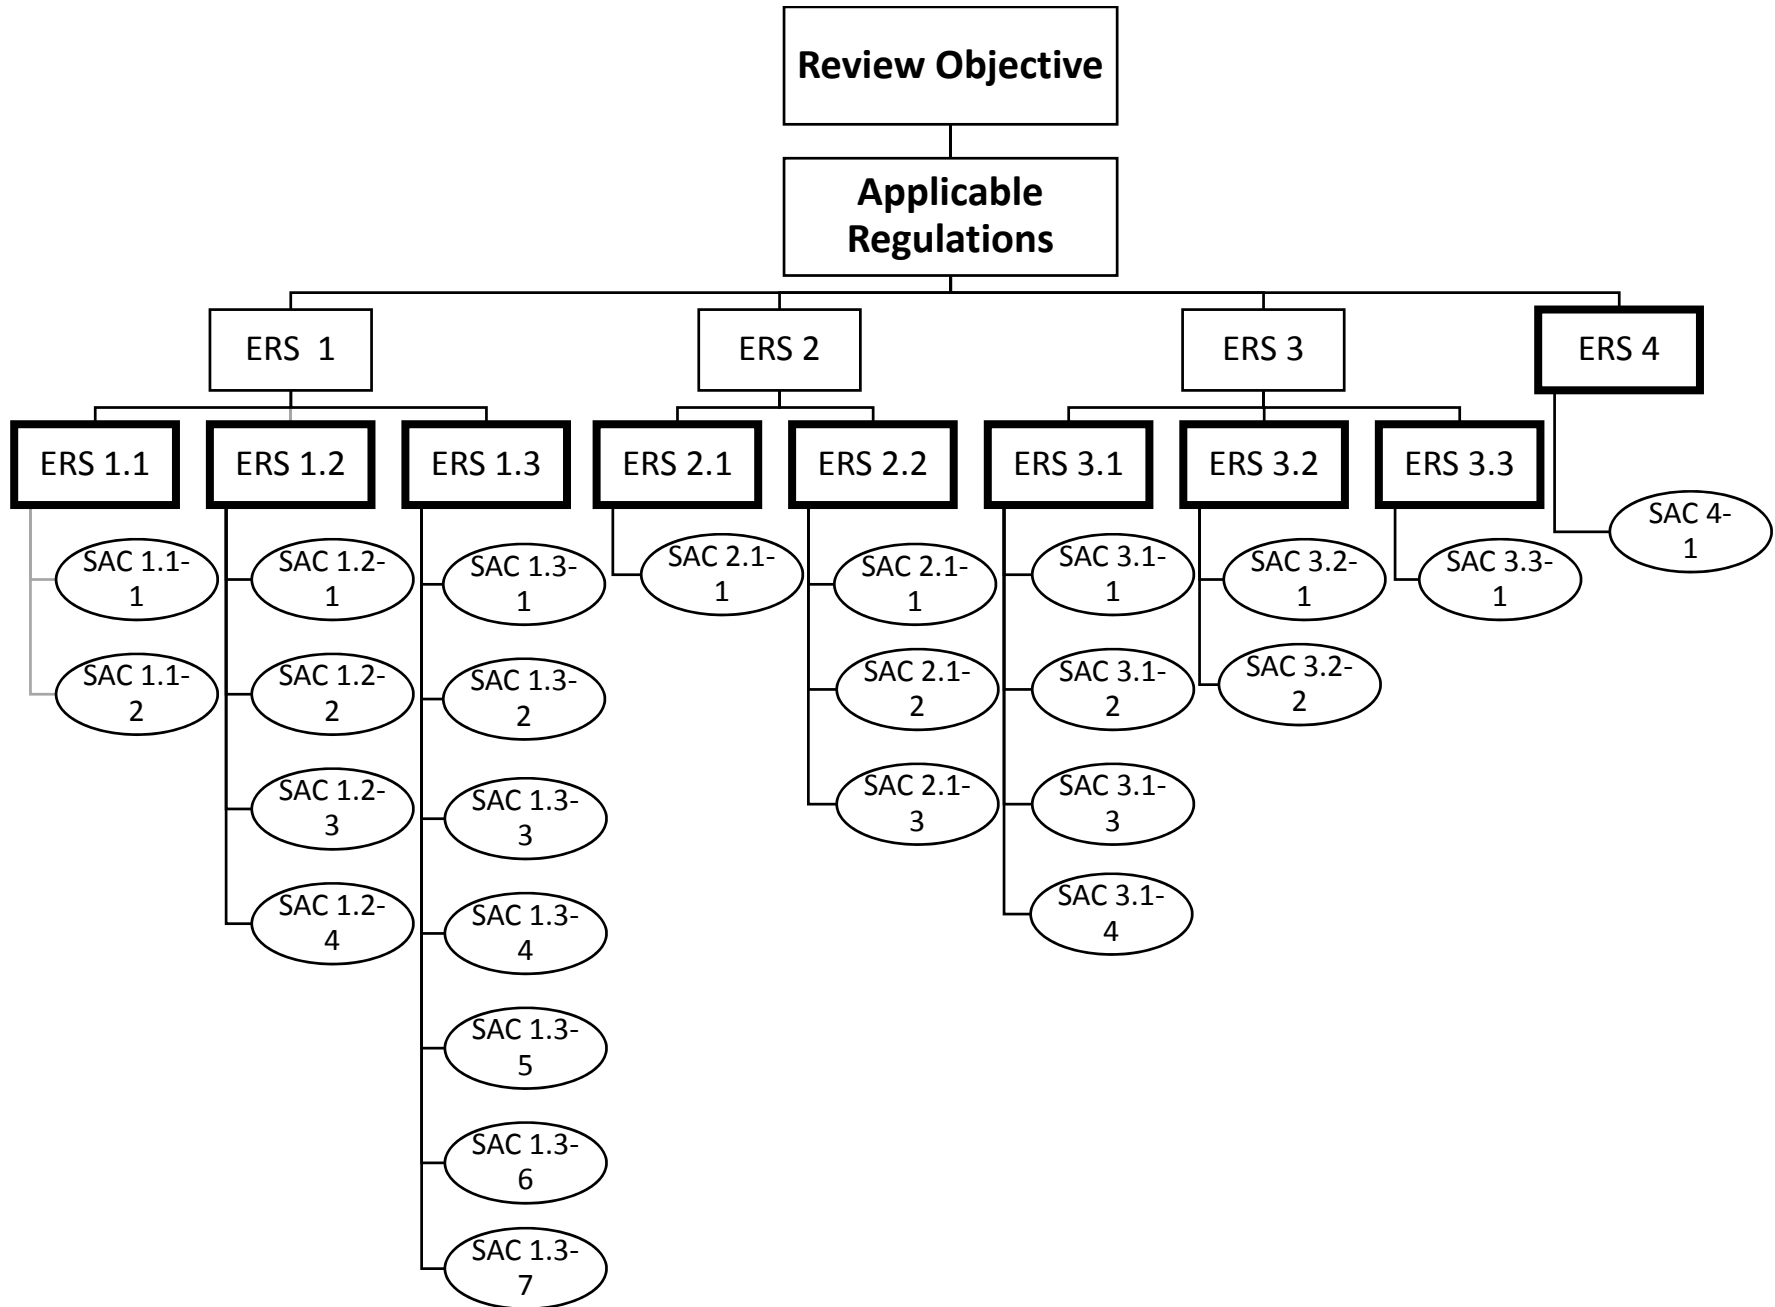 Review Objective
Applicable
Regulations
ERS  1
ERS 2
ERS 3
ERS 4
ERS 1.1
ERS 1.2
ERS 1.3
ERS 2.1
ERS 2.2
ERS 3.1
ERS 3.2
ERS 3.3
SAC 1.1-
1
SAC 1.1-
2
SAC 1.2-
1
SAC 1.2-
2
SAC 1.2-
3
SAC 1.2-
4
SAC 1.3-
1
SAC 1.3-
2
SAC 1.3-
3
SAC 1.3-
4
SAC 1.3-
5
SAC 1.3-
6
SAC 1.3-
7
SAC 2.1-
1
SAC 2.1-
1
SAC 2.1-
2
SAC 2.1-
3
SAC 3.1-
1
SAC 3.1-
2
SAC 3.1-
3
SAC 3.1-
4
SAC 3.2-
1
SAC 3.2-
2
SAC 3.3-
1
SAC 4-
1